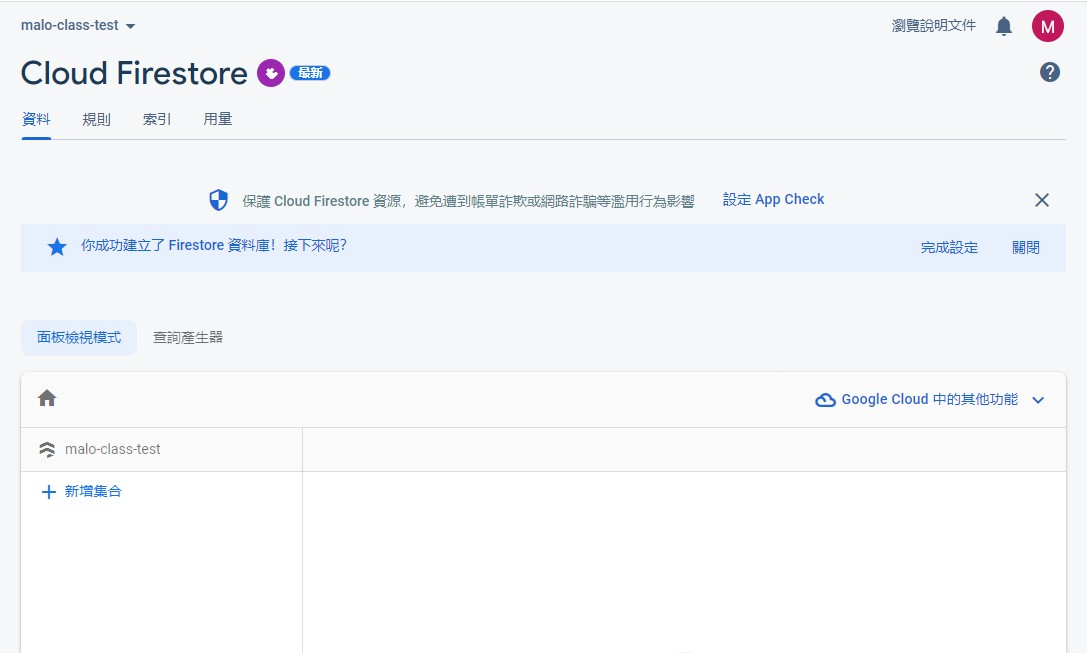 malo-class-test
瀏覽說明文件
M
Cloud Firestore
最新
?
資料
規則
索引
用量
保護 Cloud Firestore 資源，避免遭到帳單詐欺或網路詐騙等濫用行為影響
設定 App Check
你成功建立了 Firestore 資料庫！接下來呢？
完成設定
關閉
面板檢視模式
查詢產生器
Google Cloud 中的其他功能
malo-class-test
新增集合